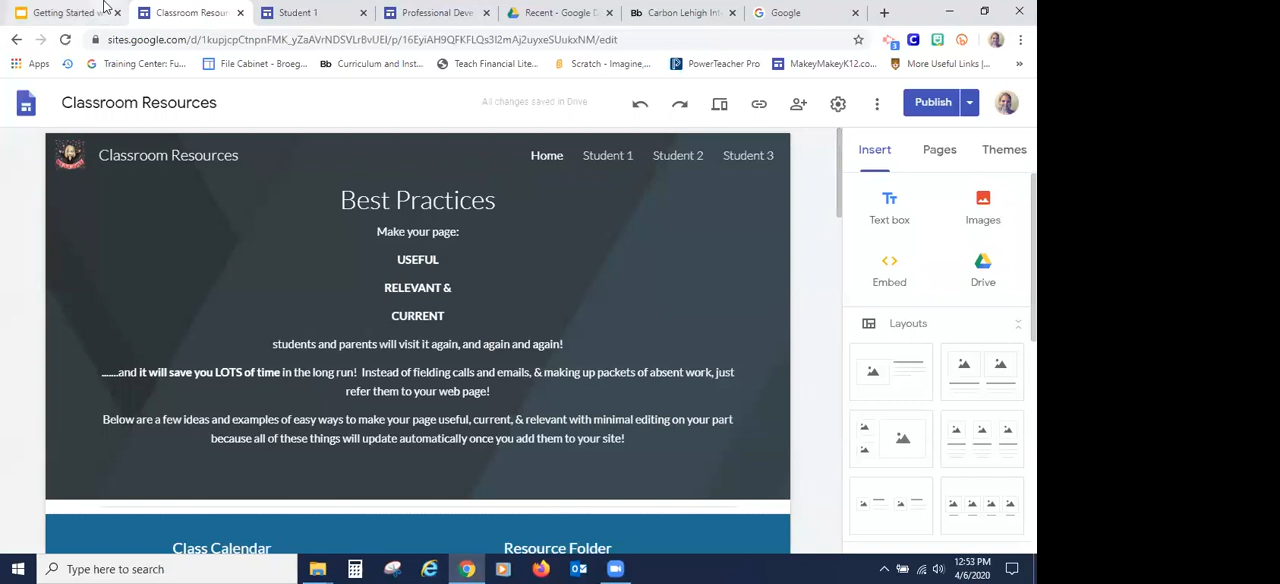 Getting Started w
Classroom Resour
Student 1
Professional Deve
Recent - Google D
Bb Carbon Lehigh Int
Google
sites.google.com/d/1kupjcpCtnpnFMK_yZaAVrNDSVLr8vUEI/p/16EyiAH9QFKFLQs3I2mAj2uyxeSUukxNM/edit
Apps
Training Center: Fu...
File Cabinet - Broeg...
Bb Curriculum and Inst...
Teach Financial Lite...
Scratch - Imagine,...
PowerTeacher Pro
MakeyMakeyK12.co...
More Useful Links |...
Classroom Resources
All changes saved in Drive
Publish
Classroom Resources
Home Student 1 Student 2 Student 3
Best Practices
Make your page:
USEFUL
RELEVANT &
CURRENT
students and parents will visit it again, and again and again!
.......and it will save you LOTS of time in the long run! Instead of fielding calls and emails, & making up packets of absent work, just
refer them to your web page!
Below are a few ideas and examples of easy ways to make your page useful, current, & relevant with minimal editing on your part
because all of these things will update automatically once you add them to your site!
Class Calendar
Resource Folder
Insert Pages Themes
Text box
Images
Embed
Drive
Layouts
Type here to search
12:53 PM
4/6/2020